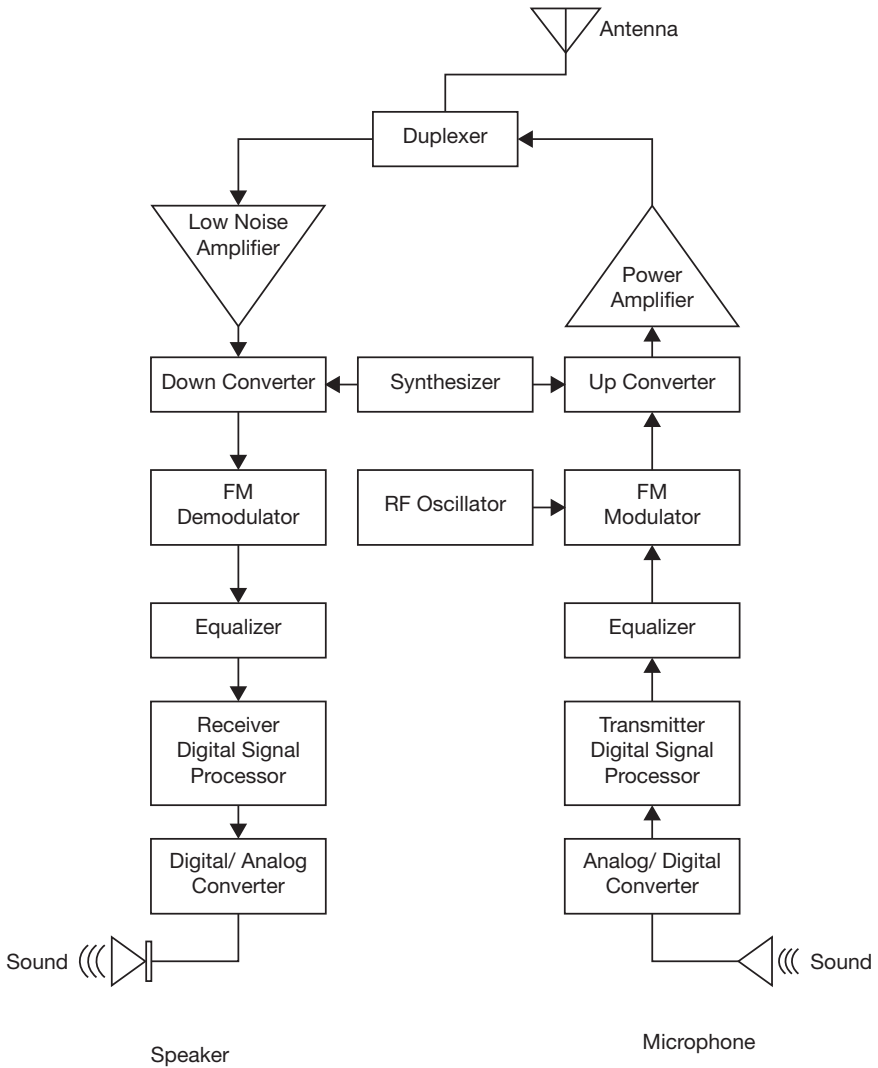 Antenna
Duplexer
Low Noise
Amplifier
Power
Amplifier
Down Converter
Synthesizer
Up Converter
FM
Demodulator
RF Oscillator
FM
Modulator
Equalizer
Equalizer
Receiver
Digital Signal
Processor
Transmitter
Digital Signal
Processor
Digital/ Analog
Converter
Analog/ Digital
Converter
Sound
Sound
Speaker
Microphone